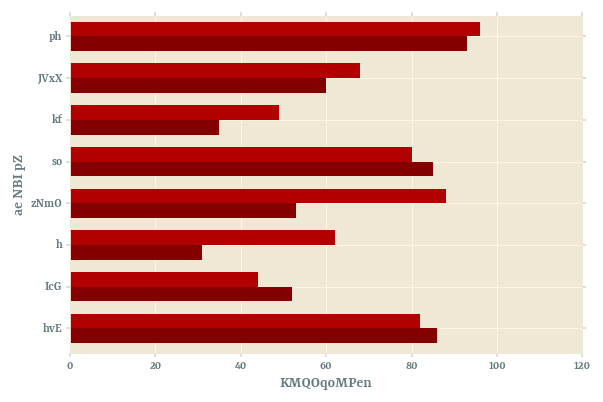 ph
JVxX
kf
so
zNmO
h
IcG
hvE
ae NBI pZ
0 20 40 60 80 100 120
KMQOqoMPen